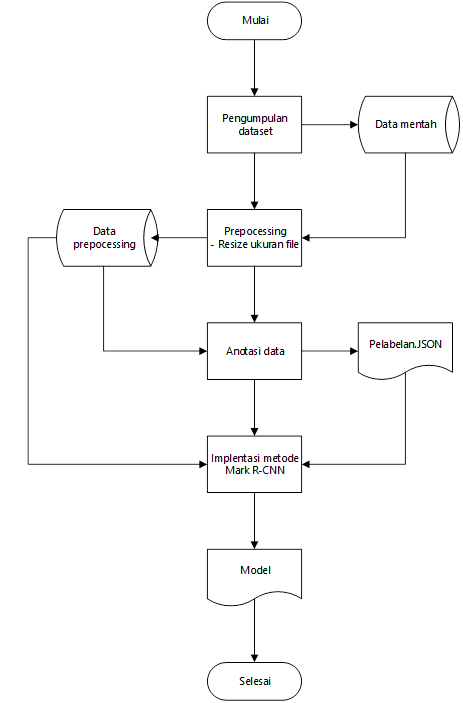 Mulai
Pengumpulan
dataset
Data mentah
Data
prepocessing
Prepocessing
- Resize ukuran file
Anotasi data
Pelabelan.JSON
Implentasi metode
Mark R-CNN
Model
Selesai